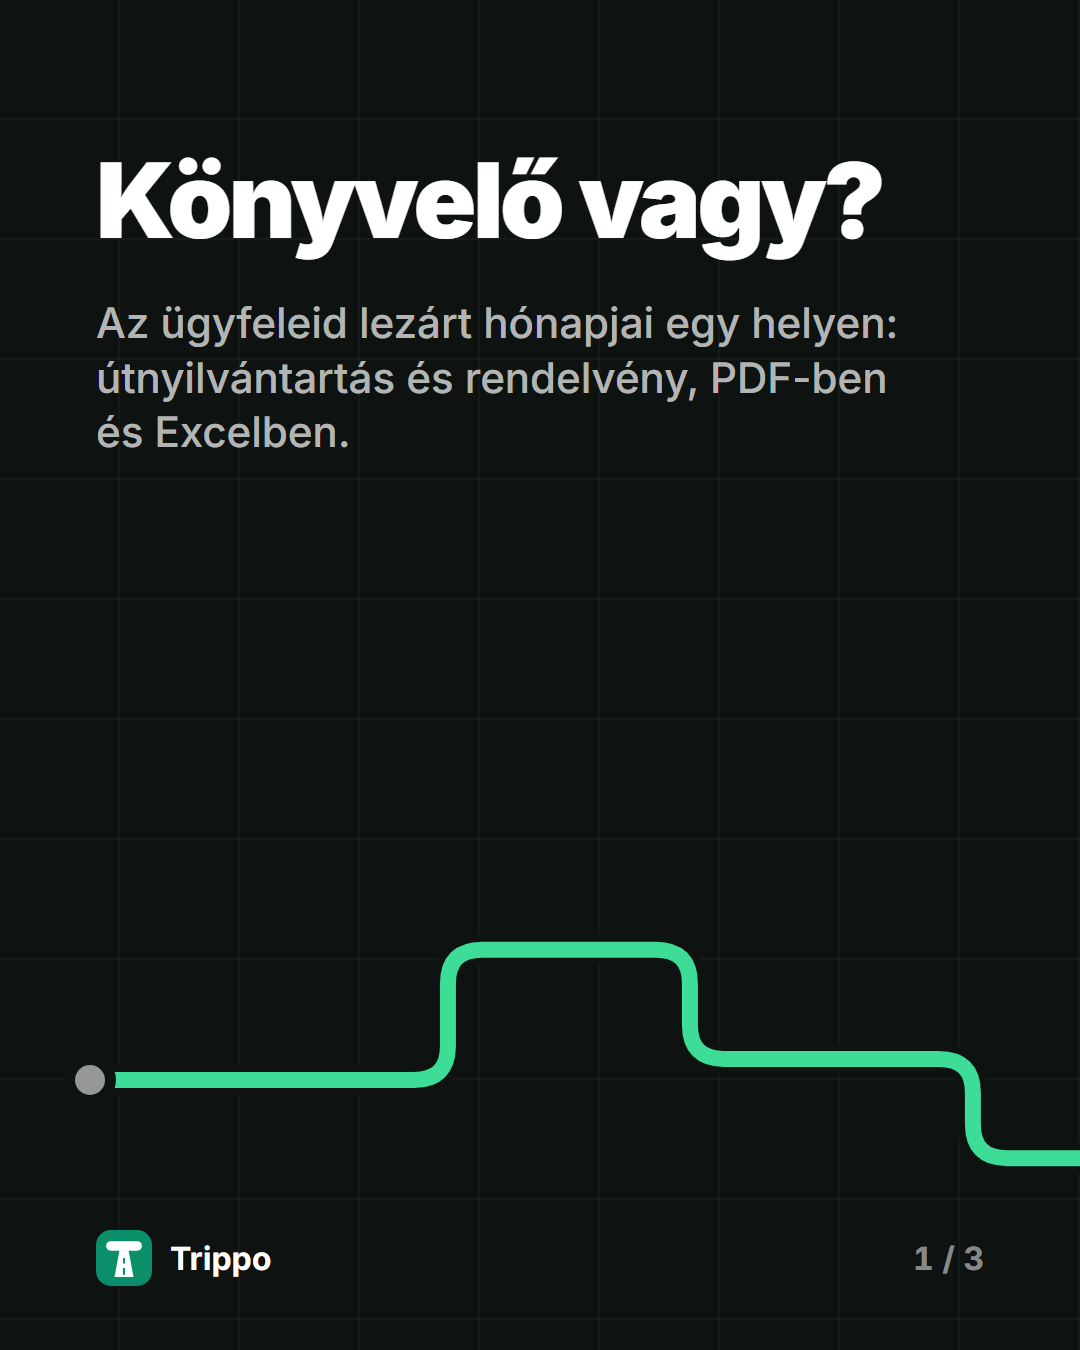 Könyvelő vagy?
Az ügyfeleid lezárt hónapjai egy helyen:
útnyilvántartás és rendelvény, PDF-ben
és Excelben.
Trippo
1 / 3